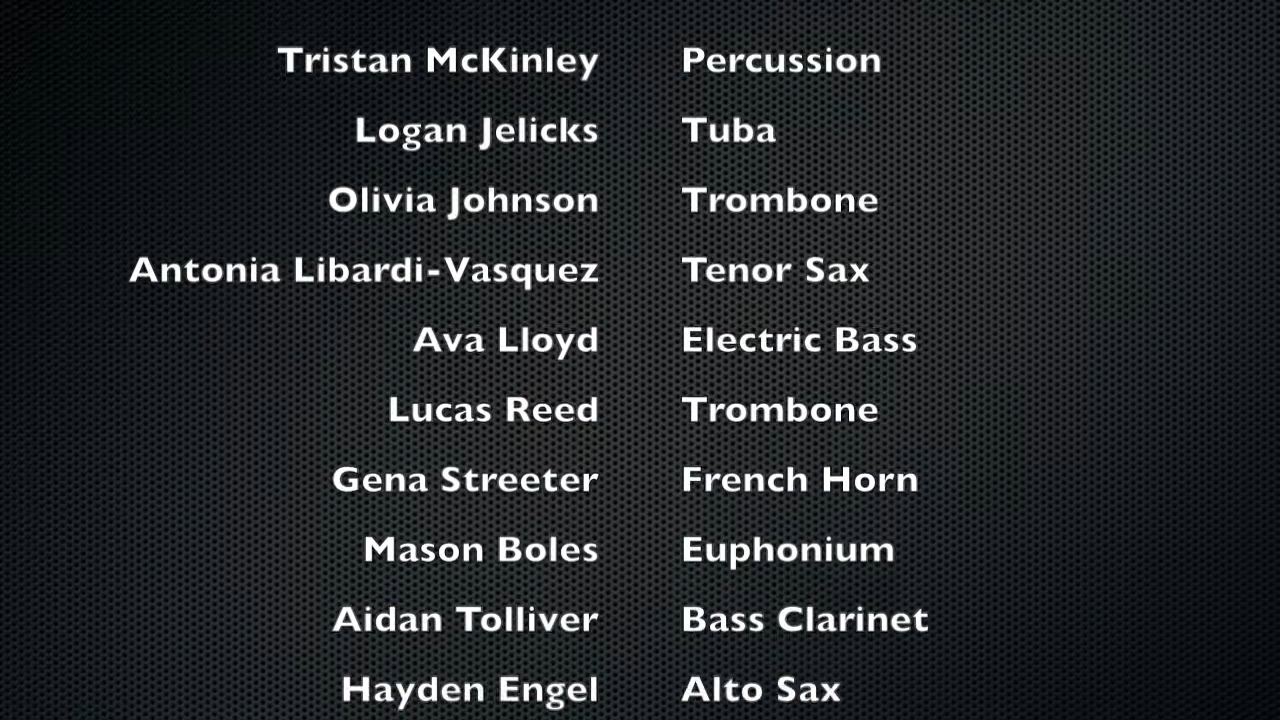 Tristan McKinley Percussion
Logan Jelicks Tuba
Olivia Johnson Trombone
Antonia Libardi-Vasquez Tenor Sax
Ava Lloyd Electric Bass
Lucas Reed Trombone
Gena Streeter French Horn
Mason Boles Euphonium
Aidan Tolliver Bass Clarinet
Hayden Engel Alto Sax